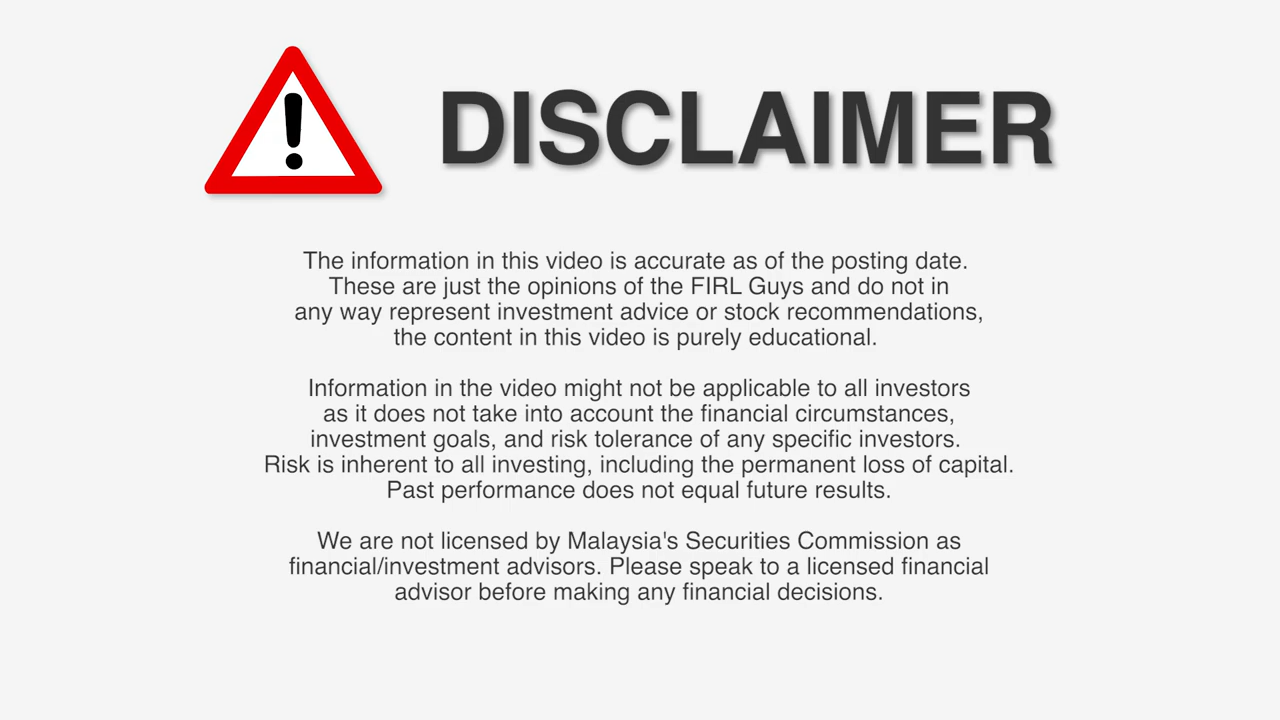 DISCLAIMER
The information in this video is accurate as of the posting date.
These are just the opinions of the FIRL Guys and do not in
any way represent investment advice or stock recommendations,
the content in this video is purely educational.
Information in the video might not be applicable to all investors
as it does not take into account the financial circumstances,
investment goals, and risk tolerance of any specific investors.
Risk is inherent to all investing, including the permanent loss of capital.
Past performance does not equal future results.
We are not licensed by Malaysia's Securities Commission as
financial/investment advisors. Please speak to a licensed financial
advisor before making any financial decisions.